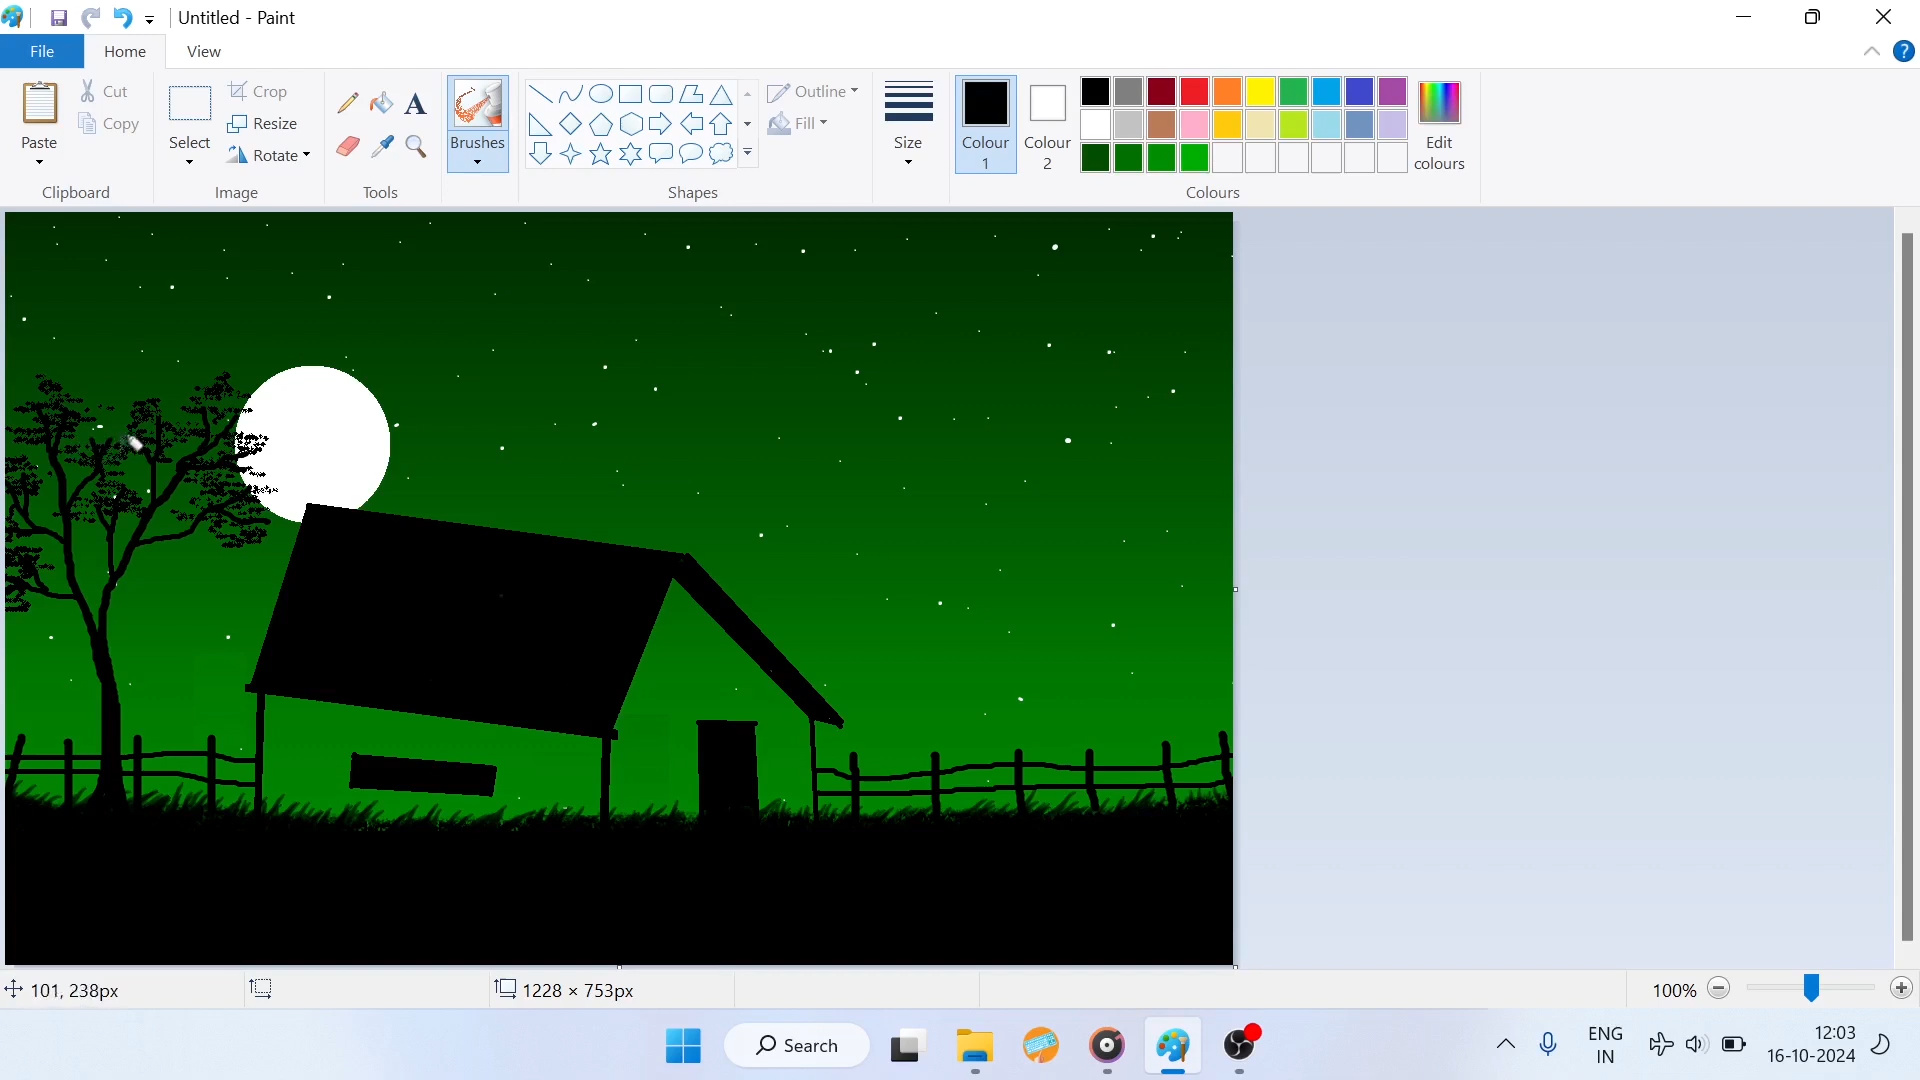 Untitled - Paint
File Home View
Cut Crop Outline
Paste Copy Select Resize Brushes Fill Size Colour 1 Colour 2 Edit colours
Rotate
Clipboard Image Tools Shapes Colours
A
?
101, 238px 1228 × 753px 100%
Search ENG IN 12:03
16-10-2024